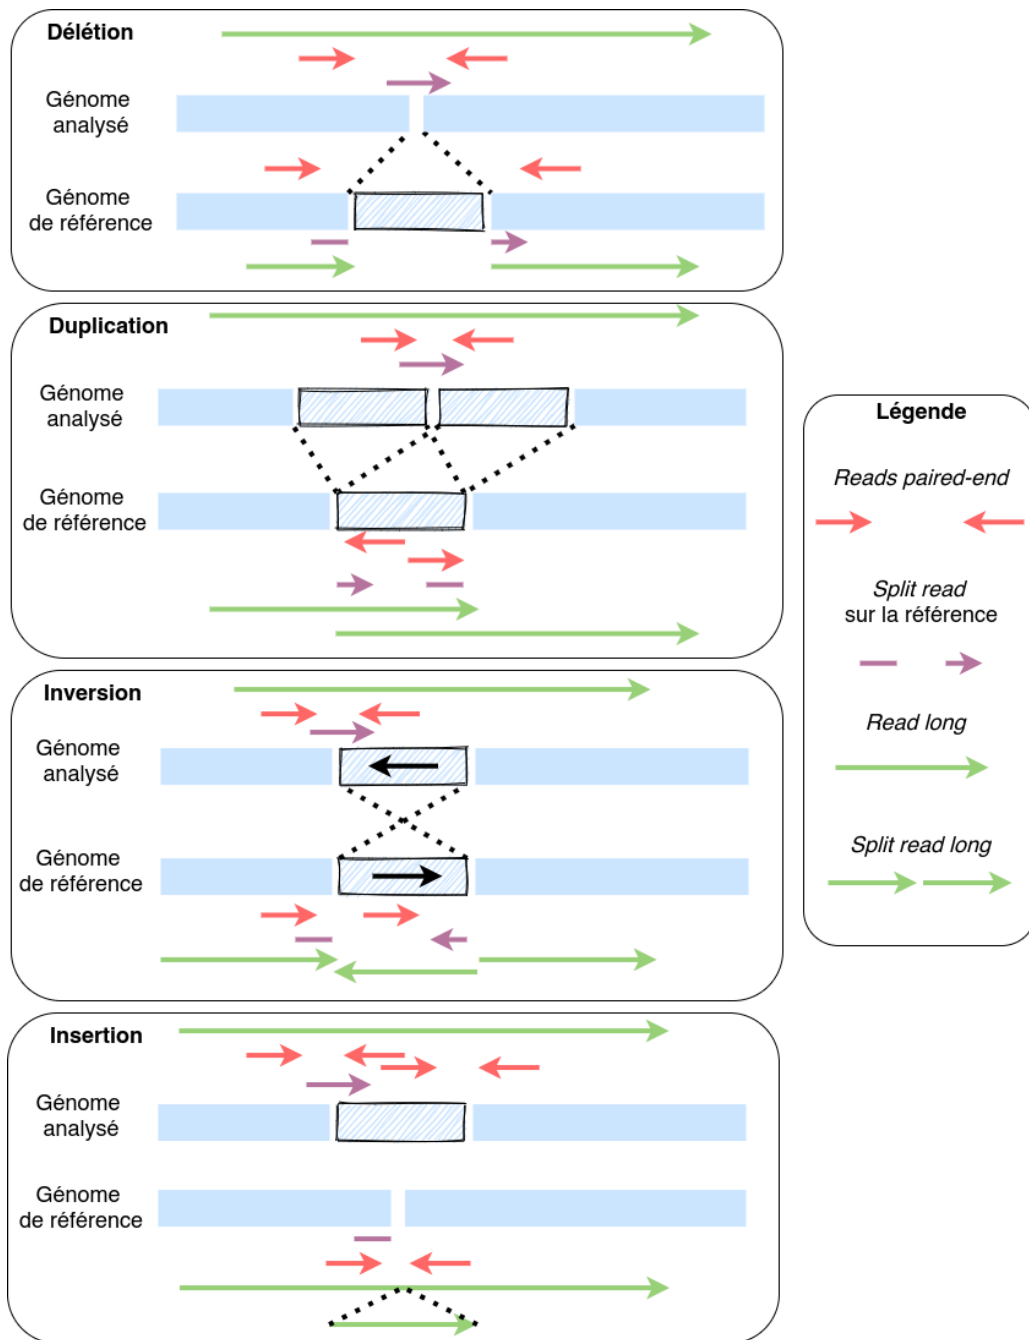 Délétion
Génome
analysé
Génome
de référence
Duplication
Génome
analysé
Génome
de référence
Inversion
Génome
analysé
Génome
de référence
Insertion
Génome
analysé
Génome
de référence
Légende
Reads paired-end
Split read
sur la référence
Read long
Split read long